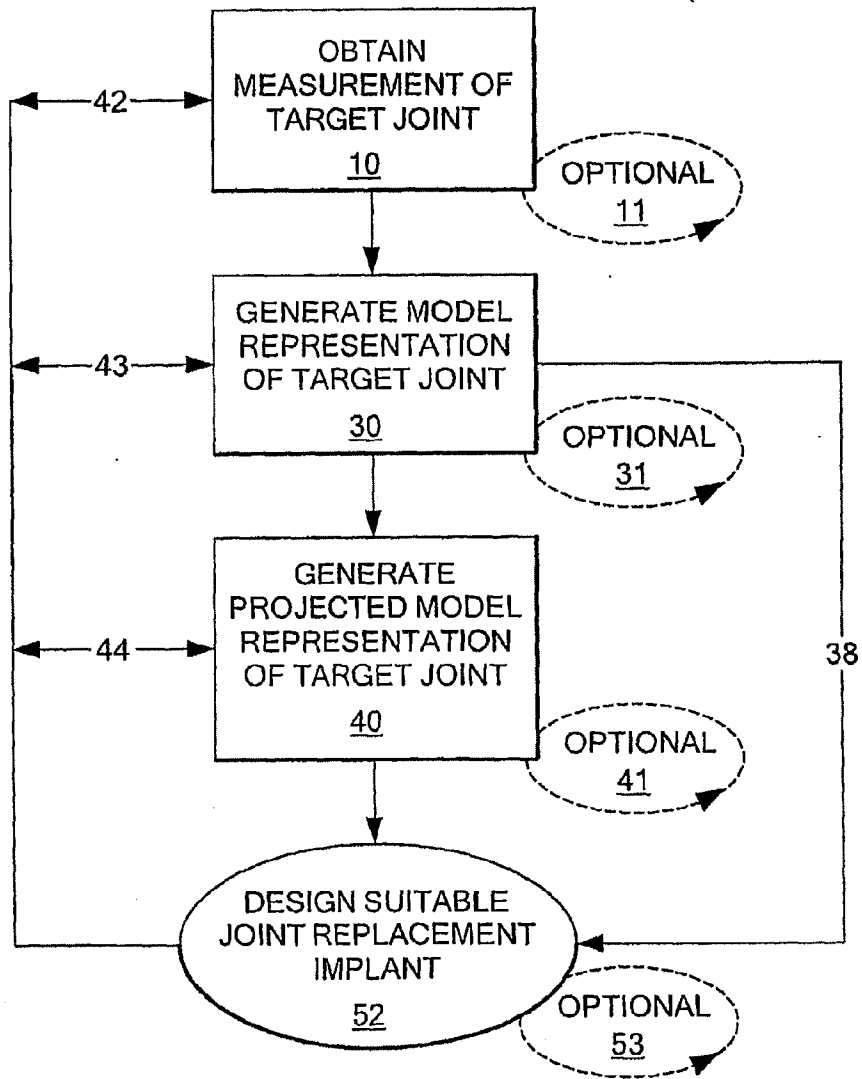 OBTAIN
MEASUREMENT OF
TARGET JOINT
10
42
OPTIONAL
11
GENERATE MODEL
REPRESENTATION
OF TARGET JOINT
30
43
OPTIONAL
31
GENERATE
PROJECTED MODEL
REPRESENTATION
OF TARGET JOINT
40
44
38
OPTIONAL
41
DESIGN SUITABLE
JOINT REPLACEMENT
IMPLANT
52
OPTIONAL
53